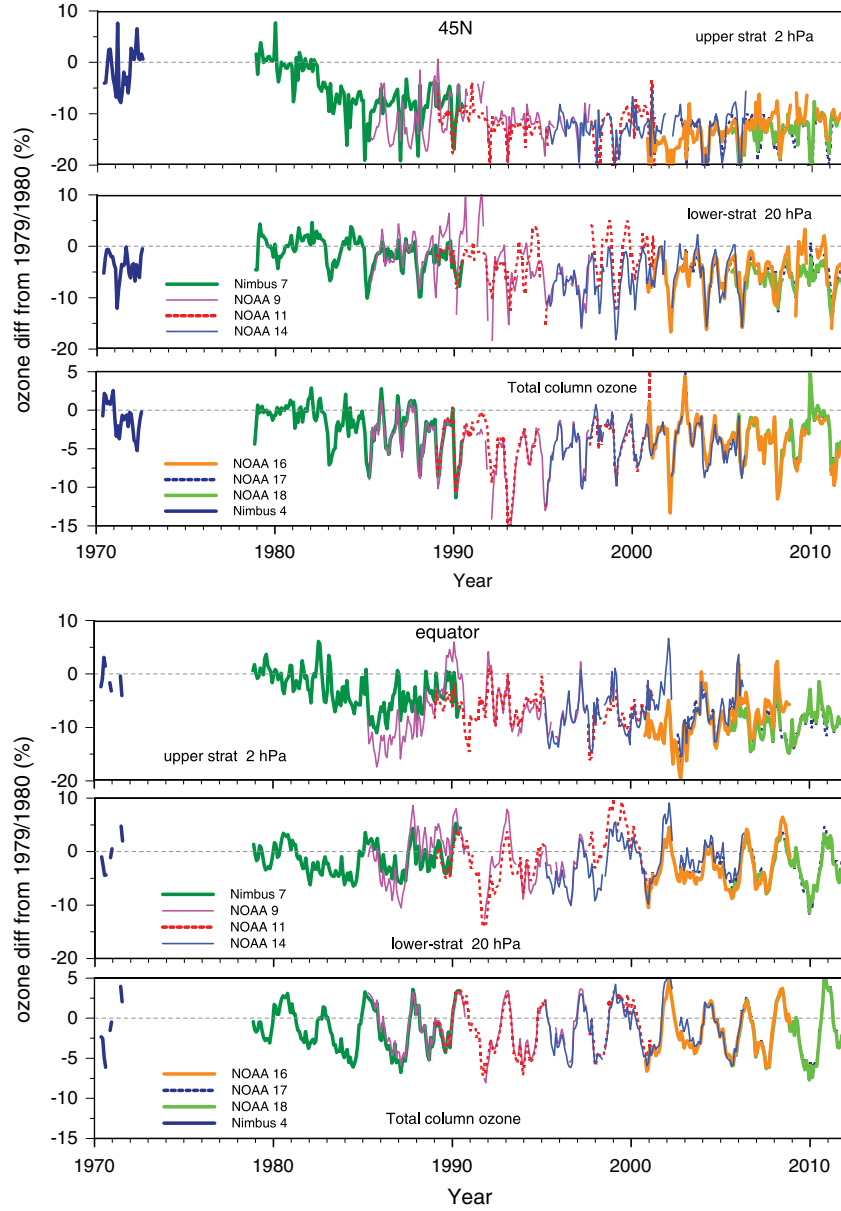 45N
upper strat 2 hPa
10
0
-10
-20
ozone diff from 1979/1980 (%)
lower-strat 20 hPa
10
0
-10
-20
Nimbus 7
NOAA 9
NOAA 11
NOAA 14
Total column ozone
5
0
-5
-10
-15
NOAA 16
NOAA 17
NOAA 18
Nimbus 4
1970
1980
1990
2000
2010
Year
equator
10
0
-10
-20
upper strat 2 hPa
ozone diff from 1979/1980 (%)
10
0
-10
-20
Nimbus 7
NOAA 9
NOAA 11
NOAA 14
lower-strat 20 hPa
5
0
-5
-10
-15
NOAA 16
NOAA 17
NOAA 18
Nimbus 4
Total column ozone
1970
1980
1990
2000
2010
Year